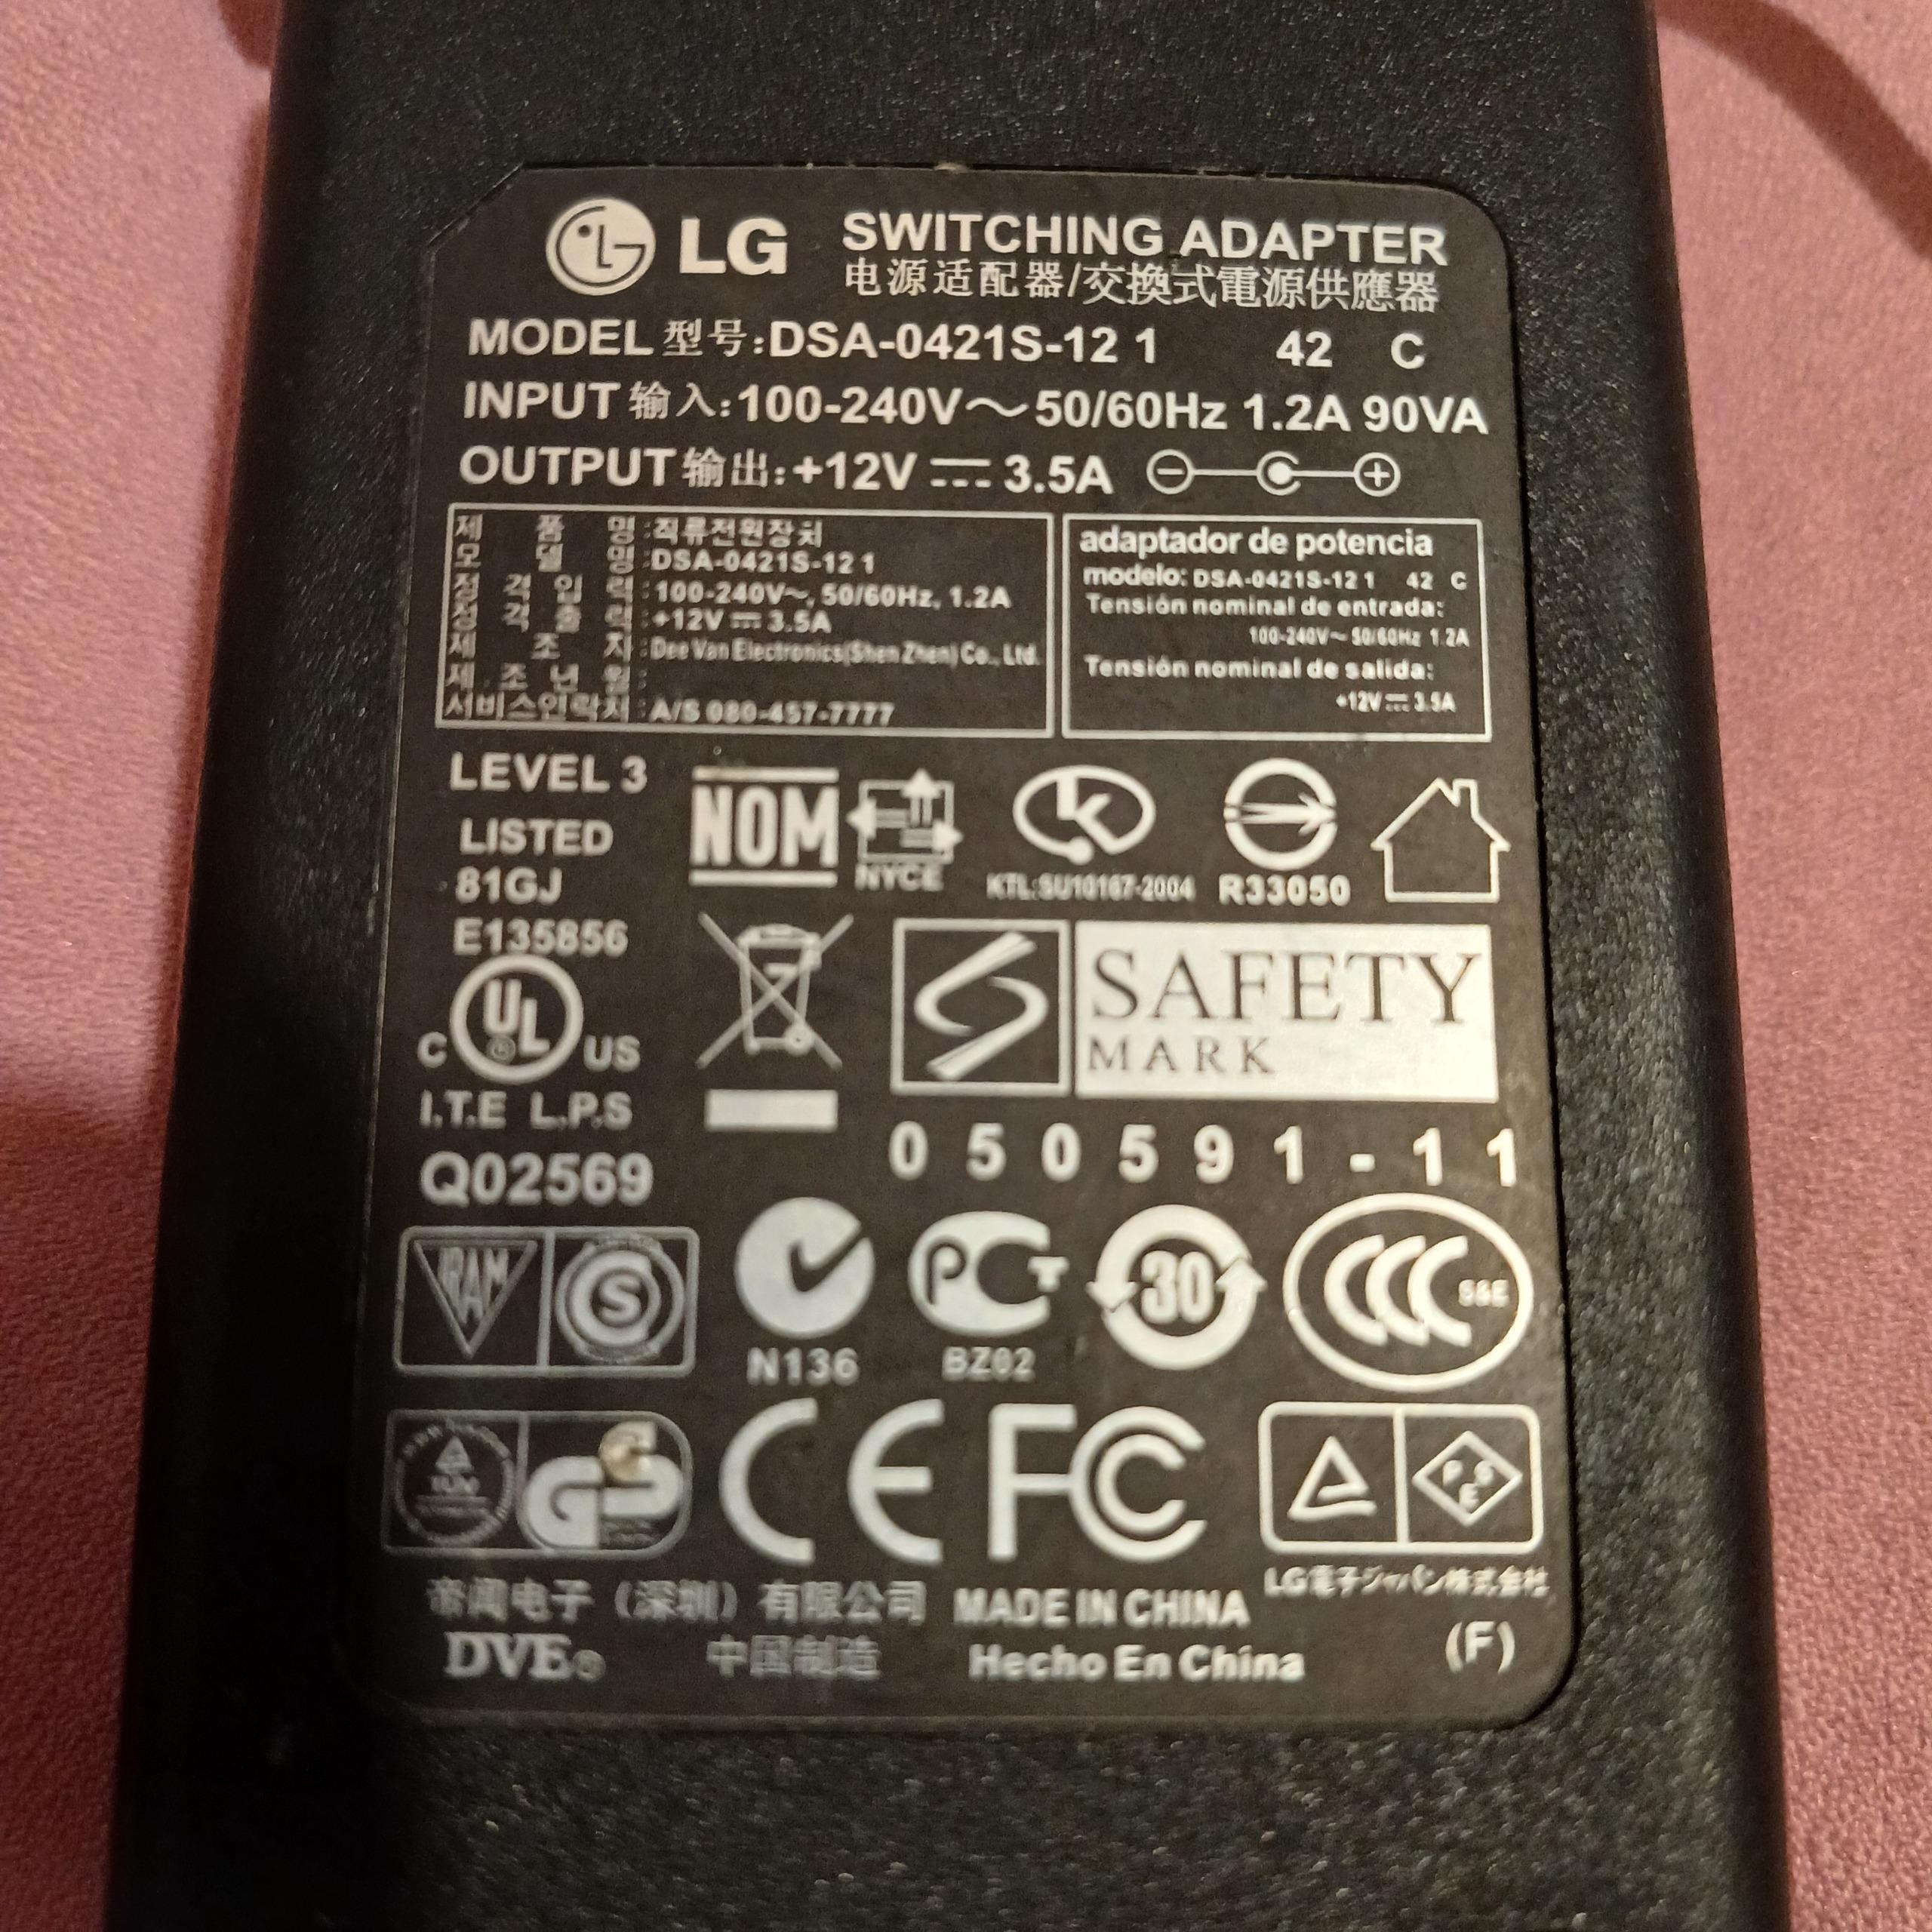 LG SWITCHING ADAPTER
电源适配器/交換式電源供應器
MODEL 型号:DSA-0421S-12 1 42 C
INPUT 输入:100-240V～50/60Hz 1.2A 90VA
OUTPUT 输出:+12V 3.5A
제 품 명 :직류전원장치
모 델 명 :DSA-0421S-12 1
정 격 입 력 :100-240V～, 50/60Hz, 1.2A
정 격 출 력 :+12V 3.5A
제 조 자 :Dee Van Electronics(Shen Zhen) Co., Ltd.
제 조 년 월 :
서비스연락처 :A/S 080-457-7777
adaptador de potencia
modelo: DSA-0421S-12 1 42 C
Tensión nominal de entrada:
100-240V～ 50/60Hz 1.2A
Tensión nominal de salida:
+12V 3.5A
LEVEL 3
LISTED
81GJ
E135856
C UL US
I.T.E L.P.S
Q02569
NOM NYCE
KTL:SU10167-2004
R33050
SAFETY
MARK
050591-11
IRAM S
N136
PCT
BZ02
30
CCC S&E
GS
CE FC
PSE
LG電子ジャパン株式会社
帝闻电子（深圳）有限公司 MADE IN CHINA
DVE® 中国制造 Hecho En China
(F)